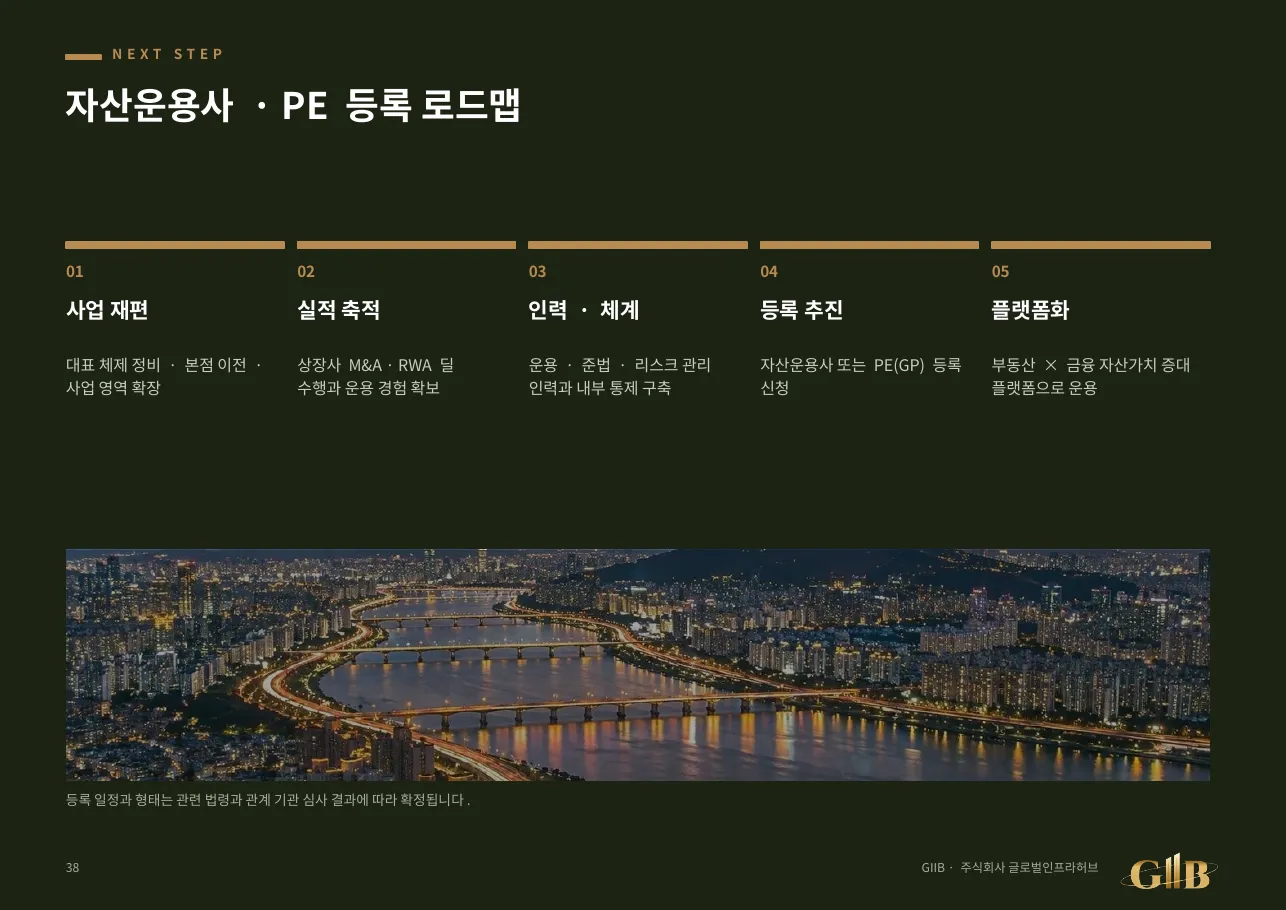 NEXT STEP
자산운용사 · PE 등록 로드맵
01
사업 재편
대표 체제 정비 · 본점 이전 ·
사업 영역 확장
02
실적 축적
상장사 M&A · RWA 딜
수행과 운용 경험 확보
03
인력 · 체계
운용 · 준법 · 리스크 관리
인력과 내부 통제 구축
04
등록 추진
자산운용사 또는 PE(GP) 등록
신청
05
플랫폼화
부동산 × 금융 자산가치 증대
플랫폼으로 운용
등록 일정과 형태는 관련 법령과 관계 기관 심사 결과에 따라 확정됩니다 .
38
GIIB · 주식회사 글로벌인프라허브
GIIB